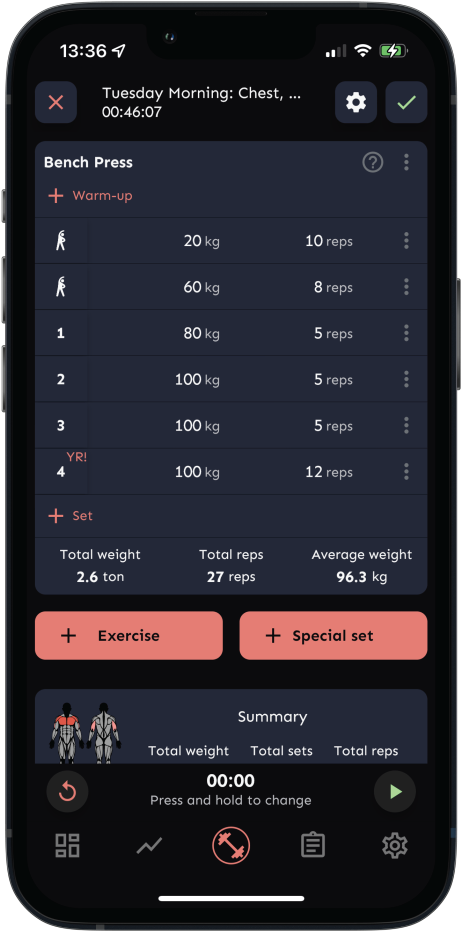 13:36
Tuesday Morning: Chest, ...
00:46:07
Bench Press
+ Warm-up
20 kg 10 reps
60 kg 8 reps
1 80 kg 5 reps
2 100 kg 5 reps
3 100 kg 5 reps
YR!
4 100 kg 12 reps
+ Set
Total weight Total reps Average weight
2.6 ton 27 reps 96.3 kg
+ Exercise + Special set
Summary
Total weight Total sets Total reps
00:00
Press and hold to change